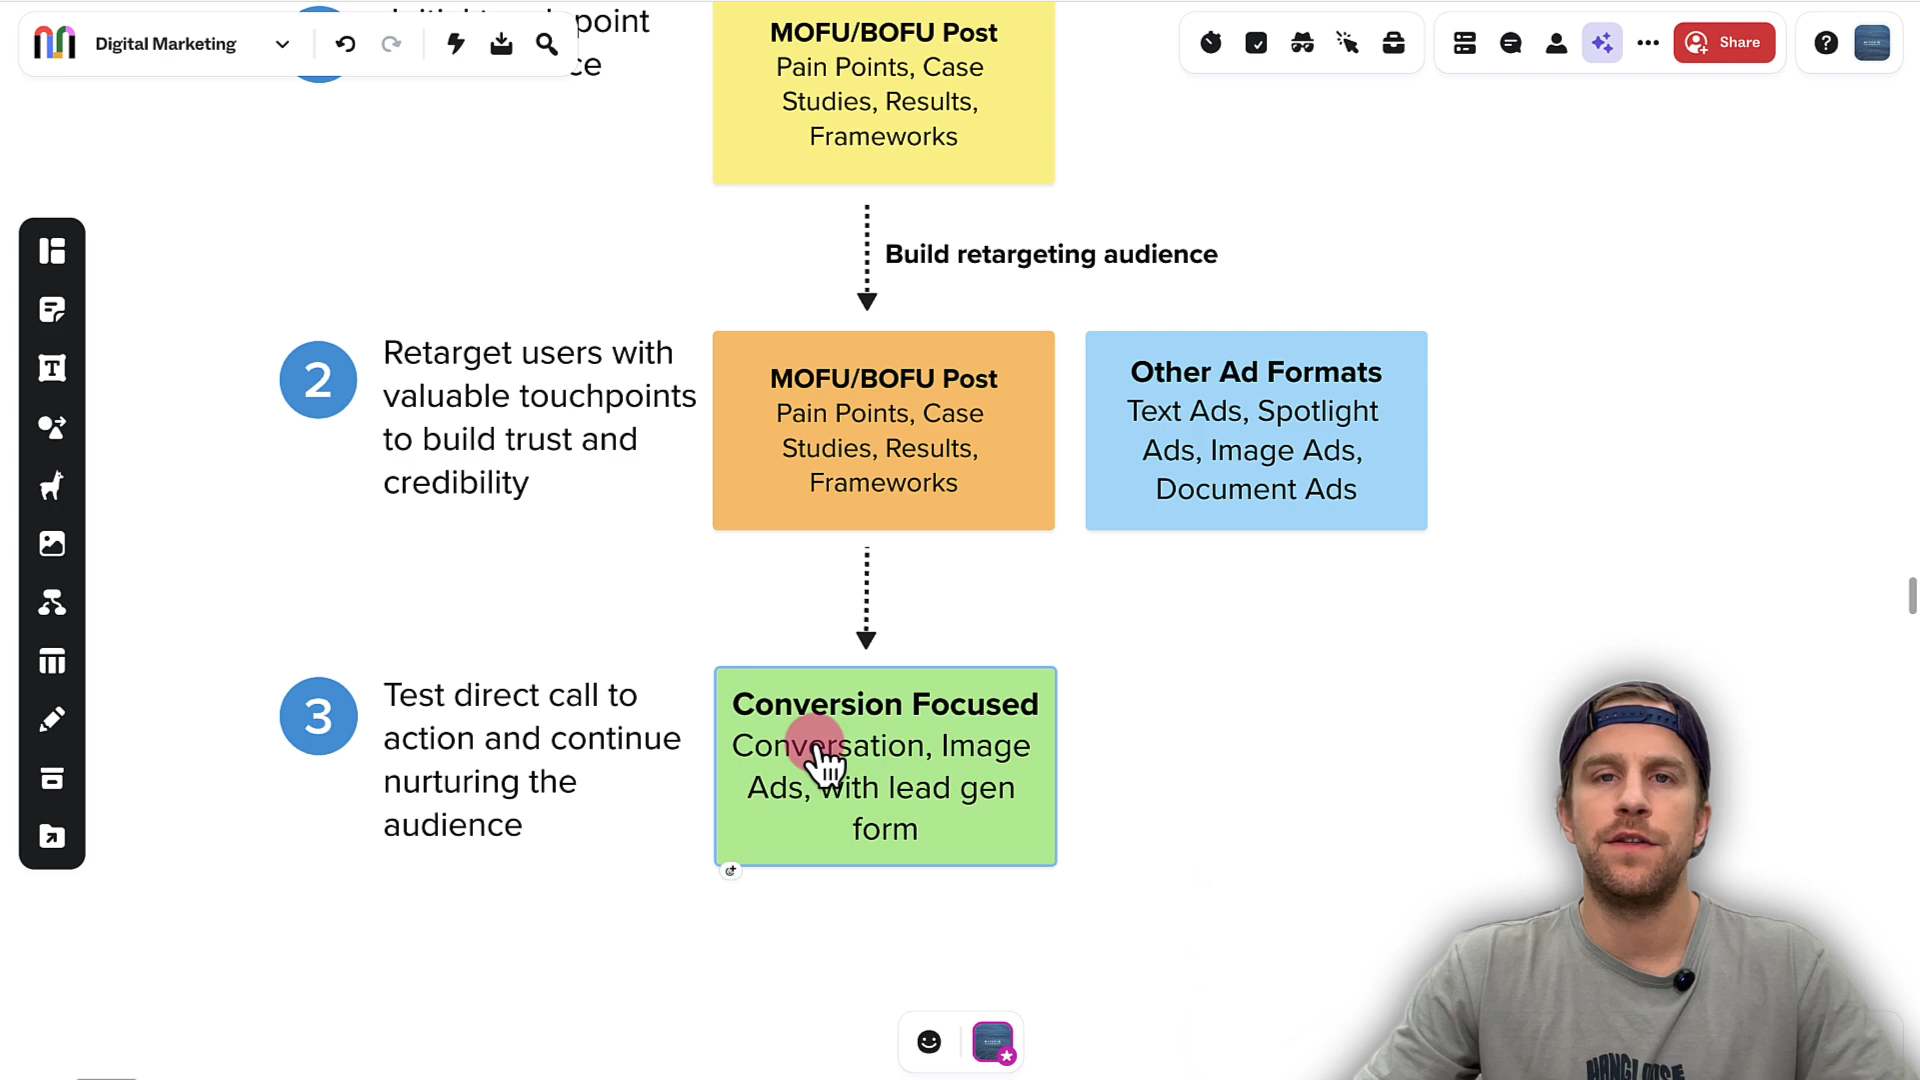 Digital Marketing
point
ce
Share
MOFU/BOFU Post
Pain Points, Case
Studies, Results,
Frameworks
Build retargeting audience
2
Retarget users with
valuable touchpoints
to build trust and
credibility
MOFU/BOFU Post
Pain Points, Case
Studies, Results,
Frameworks
Other Ad Formats
Text Ads, Spotlight
Ads, Image Ads,
Document Ads
3
Test direct call to
action and continue
nurturing the
audience
Conversion Focused
Conversation, Image
Ads, with lead gen
form